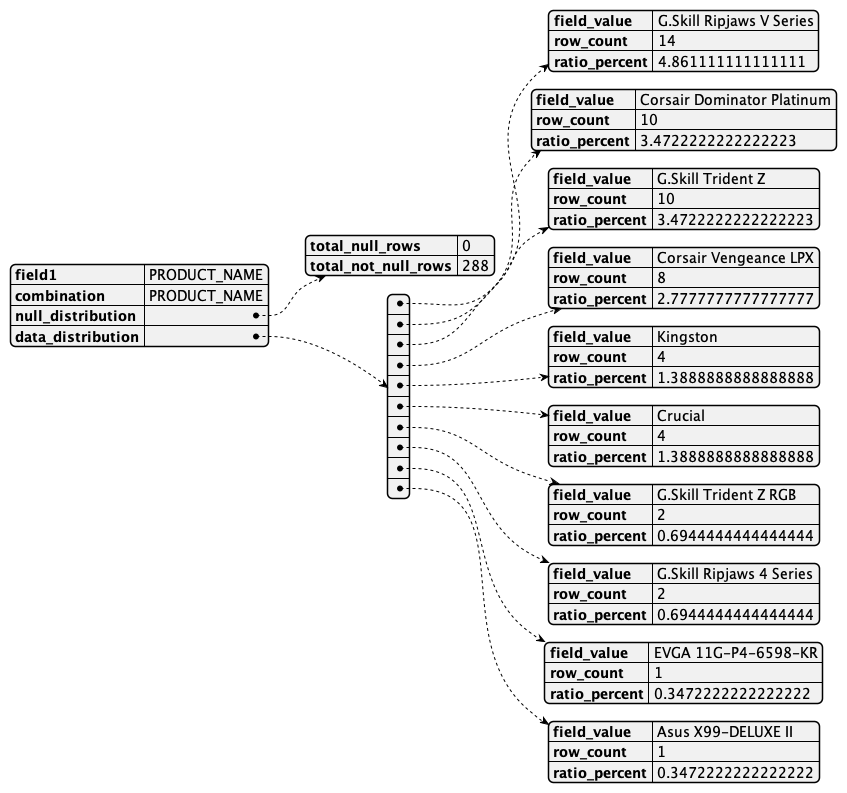 field1 PRODUCT_NAME
combination PRODUCT_NAME
null_distribution
data_distribution
total_null_rows 0
total_not_null_rows 288
field_value G.Skill Ripjaws V Series
row_count 14
ratio_percent 4.861111111111111
field_value Corsair Dominator Platinum
row_count 10
ratio_percent 3.4722222222222223
field_value G.Skill Trident Z
row_count 10
ratio_percent 3.4722222222222223
field_value Corsair Vengeance LPX
row_count 8
ratio_percent 2.7777777777777777
field_value Kingston
row_count 4
ratio_percent 1.3888888888888888
field_value Crucial
row_count 4
ratio_percent 1.3888888888888888
field_value G.Skill Trident Z RGB
row_count 2
ratio_percent 0.6944444444444444
field_value G.Skill Ripjaws 4 Series
row_count 2
ratio_percent 0.6944444444444444
field_value EVGA 11G-P4-6598-KR
row_count 1
ratio_percent 0.3472222222222222
field_value Asus X99-DELUXE II
row_count 1
ratio_percent 0.3472222222222222